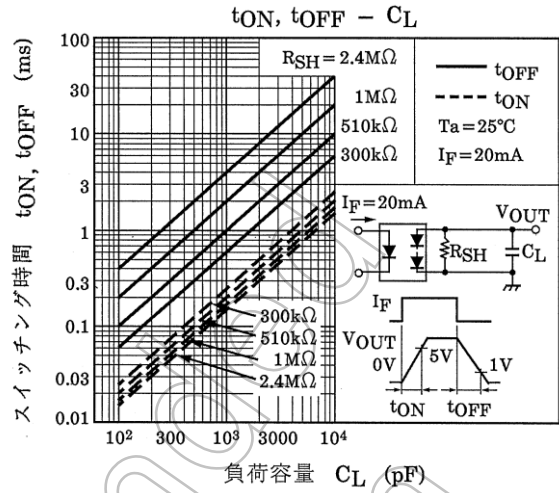 tON, tOFF – CL
スイッチング時間 tON, tOFF (ms)
100
30
10
3
1
0.3
0.1
0.03
0.01
RSH=2.4MΩ
1MΩ
510kΩ
300kΩ
tOFF
tON
Ta=25℃
IF=20mA
300kΩ
510kΩ
1MΩ
2.4MΩ
IF=20mA
VOUT
RSH
CL
IF
VOUT
0V
5V
1V
tON
tOFF
10² 300 10³ 3000 10⁴
負荷容量 CL (pF)